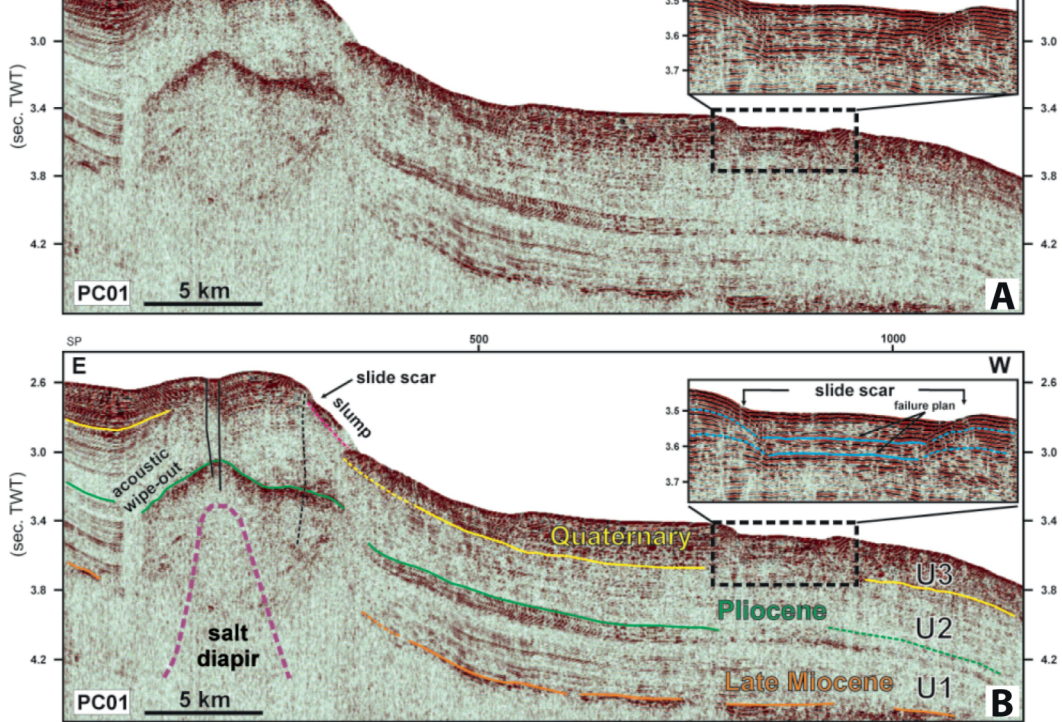 3.5
3.6
3.7
3.0
3.4
3.8
4.2
(sec. TWT)
3.0
3.4
3.8
4.2
PC01
5 km
A
SP
500
1000
E
W
2.6
3.0
3.4
3.8
4.2
(sec. TWT)
2.6
3.0
3.4
3.8
4.2
slide scar
slump
acoustic
wipe-out
slide scar
failure plan
3.5
3.6
3.7
Quaternary
U3
Pliocene
U2
salt
diapir
Late Miocene
U1
PC01
5 km
B